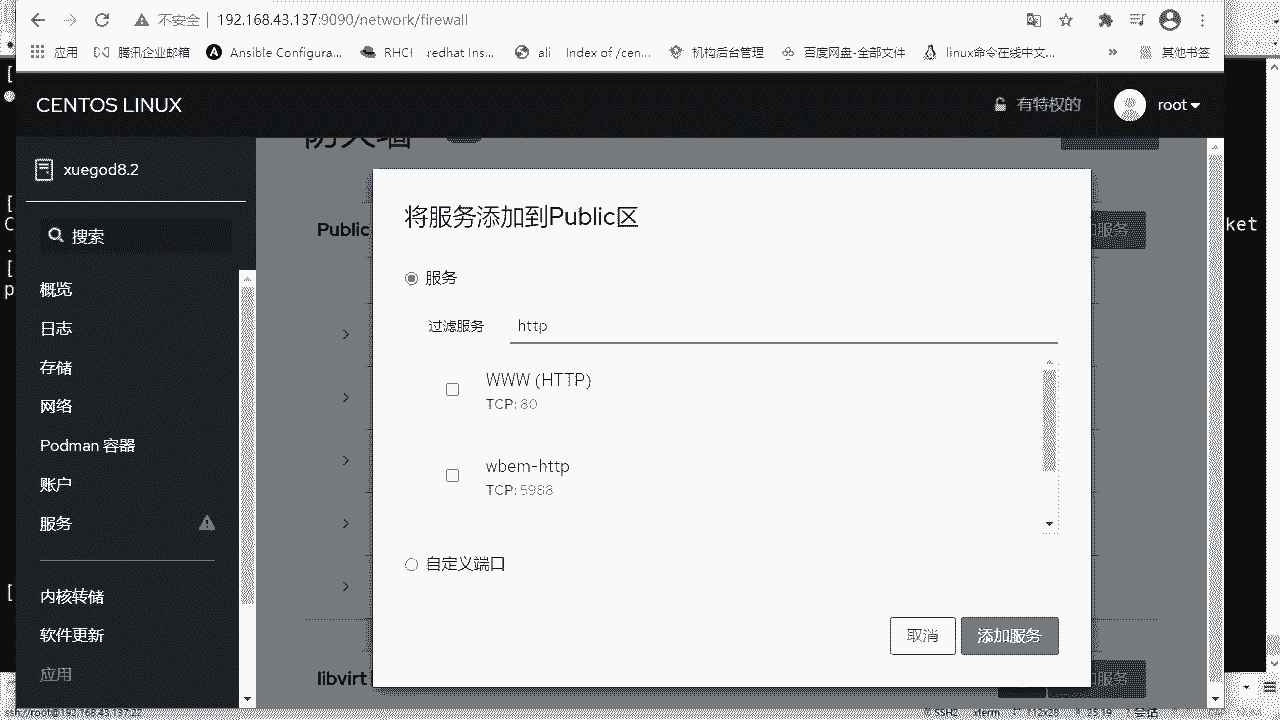 不安全 | 192.168.43.137:9090/network/firewall
应用 腾讯企业邮箱 Ansible Configura... RHCI redhat Ins... ali Index of /cen... 机构后台管理 百度网盘-全部文件 linux命令在线中文... » 其他书签
CENTOS LINUX 有特权的 root
xuegod8.2
搜索
概览
日志
存储
网络
Podman 容器
账户
服务
内核转储
软件更新
应用
防火墙
Public
将服务添加到Public区
服务
过滤服务 http
WWW (HTTP)
TCP: 80
wbem-http
TCP: 5988
自定义端口
取消 添加服务
加服务
libvirt
加服务
ket